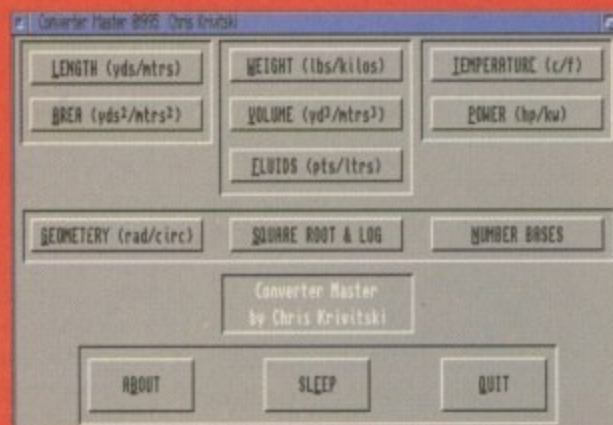 Converter Master ©1995 Chris Krivitski
LENGTH (yds/mtrs)
WEIGHT (lbs/kilos)
TEMPERATURE (c/f)
AREA (yds²/mtrs²)
VOLUME (yd³/mtrs³)
POWER (hp/kw)
FLUIDS (pts/ltrs)
GEOMETERY (rad/circ)
SQUARE ROOT & LOG
NUMBER BASES
Converter Master
by Chris Krivitski
ABOUT
SLEEP
QUIT